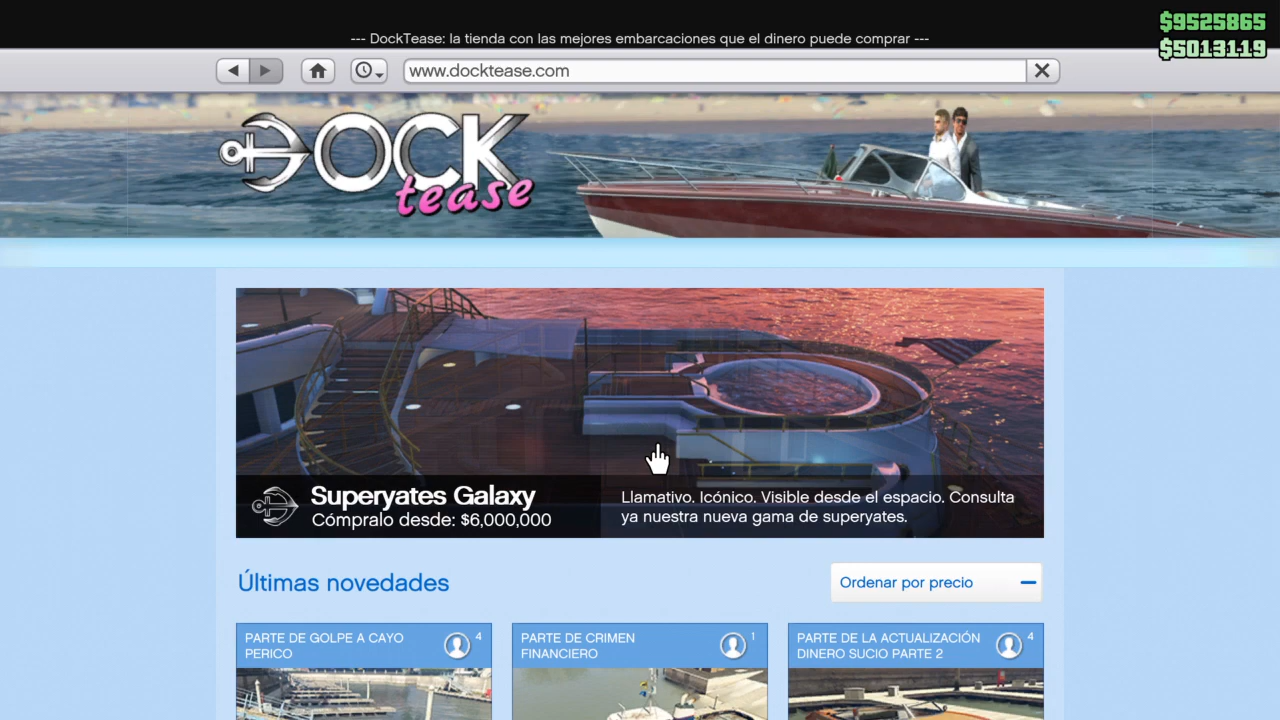 $9525865
--- DockTease: la tienda con las mejores embarcaciones que el dinero puede comprar ---
$5013119
www.docktease.com
DOCK
tease
Superyates Galaxy
Cómpralo desde: $6,000,000
Llamativo. Icónico. Visible desde el espacio. Consulta
ya nuestra nueva gama de superyates.
Últimas novedades
Ordenar por precio
PARTE DE GOLPE A CAYO
PERICO
4
PARTE DE CRIMEN
FINANCIERO
1
PARTE DE LA ACTUALIZACIÓN
DINERO SUCIO PARTE 2
4